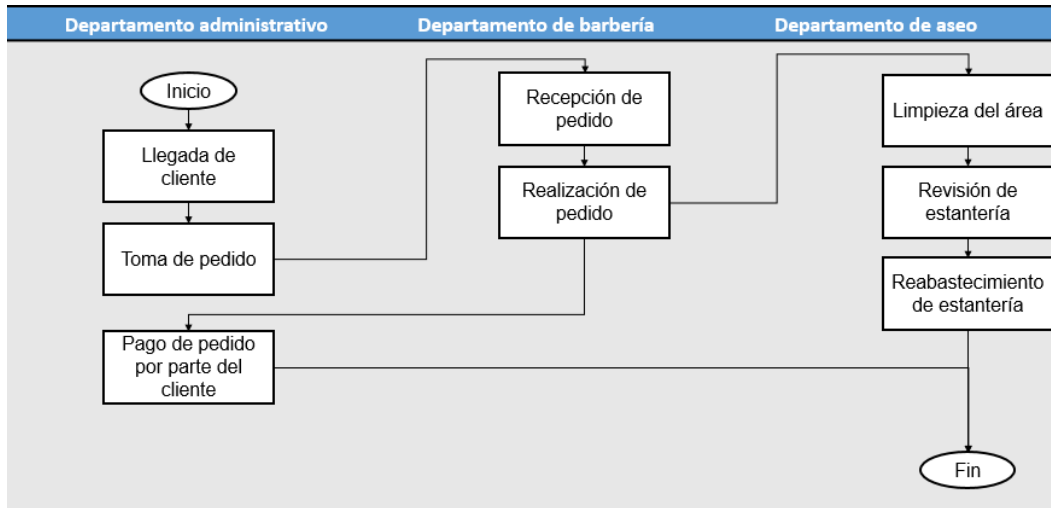 Departamento administrativo
Departamento de barbería
Departamento de aseo
Inicio
Llegada de
cliente
Toma de pedido
Pago de pedido
por parte del
cliente
Recepción de
pedido
Realización de
pedido
Limpieza del área
Revisión de
estantería
Reabastecimiento
de estantería
Fin